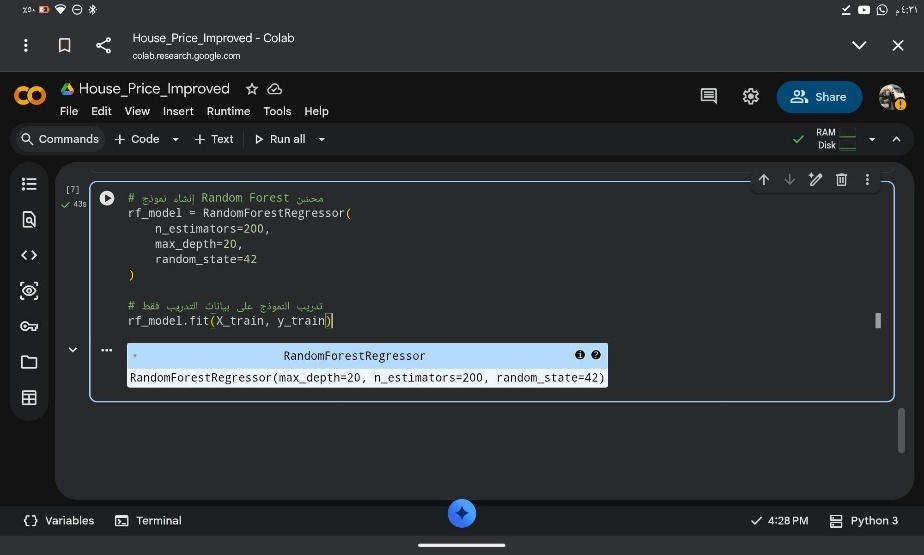 ٪٥٠
٤:٣١ م
House_Price_Improved - Colab
colab.research.google.com
CO House_Price_Improved
File Edit View Insert Runtime Tools Help
Share
Commands + Code + Text Run all
RAM
Disk
[7]
43s
# إنشاء نموذج Random Forest محسّن
rf_model = RandomForestRegressor(
n_estimators=200,
max_depth=20,
random_state=42
)
# تدريب النموذج على بيانات التدريب فقط
rf_model.fit(X_train, y_train)
RandomForestRegressor
RandomForestRegressor(max_depth=20, n_estimators=200, random_state=42)
{} Variables Terminal
4:28 PM Python 3